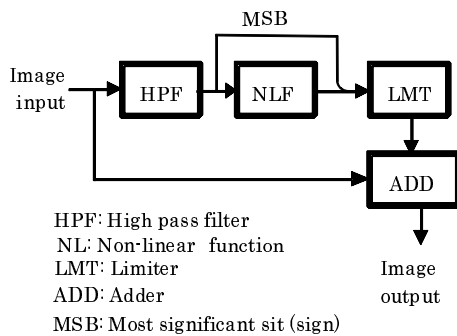 MSB
Image
input
HPF
NLF
LMT
ADD
HPF: High pass filter
NL: Non-linear function
LMT: Limiter
ADD: Adder
MSB: Most significant sit (sign)
Image
output